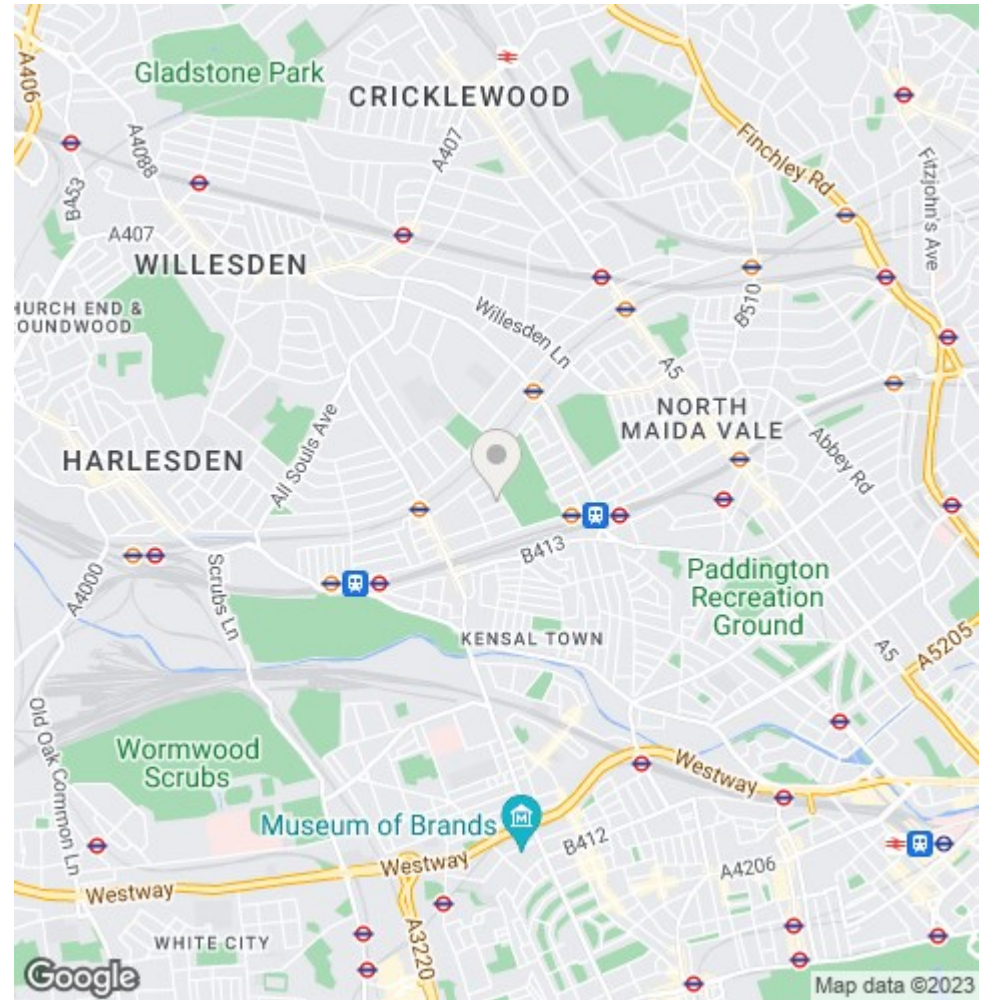 A406
Gladstone Park
CRICKLEWOOD
A4088
A407
Finchley Rd
Fitzjohn's Ave
B453
A407
WILLESDEN
HURCH END &
OUNDWOOD
Willesden Ln
B510
A5
NORTH
MAIDA VALE
Abbey Rd
All Souls Ave
HARLESDEN
B413
A4000
Scrubs Ln
Paddington
Recreation
Ground
KENSAL TOWN
A5
A5205
Old Oak Common Ln
Wormwood
Scrubs
Westway
Museum of Brands
M
B412
Westway
A4206
Westway
A3220
WHITE CITY
Google
Map data ©2023